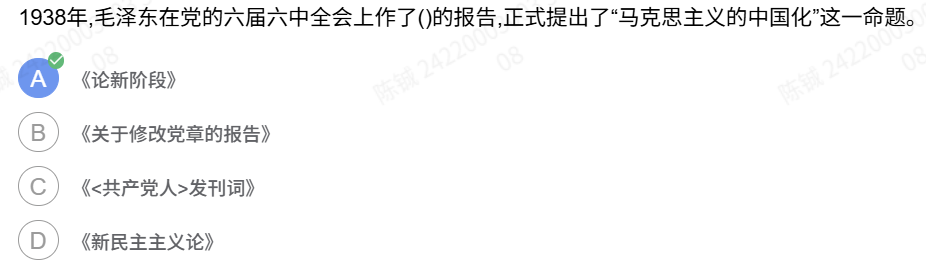 1938年,毛泽东在党的六届六中全会上作了()的报告,正式提出了“马克思主义的中国化”这一命题。
A 《论新阶段》
B 《关于修改党章的报告》
C 《<共产党人>发刊词》
D 《新民主主义论》